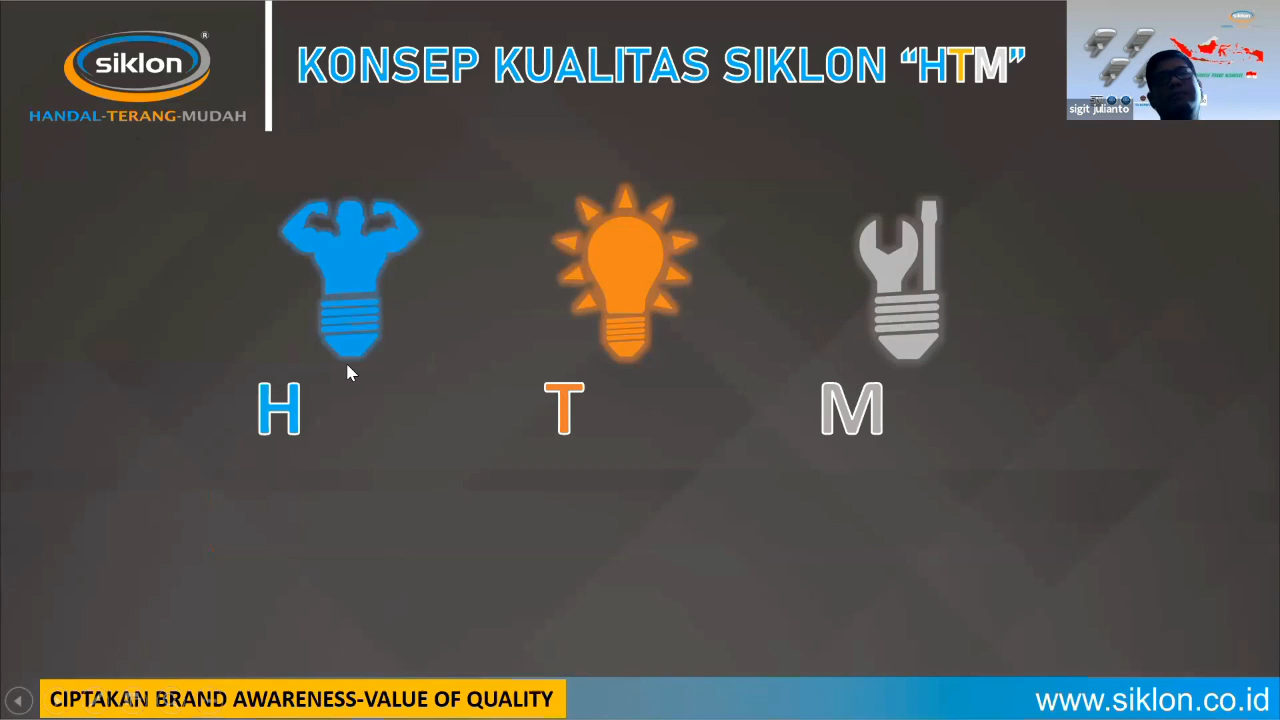 siklon ®
HANDAL-TERANG-MUDAH
KONSEP KUALITAS SIKLON “HTM”
sigit julianto
H T M
CIPTAKAN BRAND AWARENESS-VALUE OF QUALITY
www.siklon.co.id